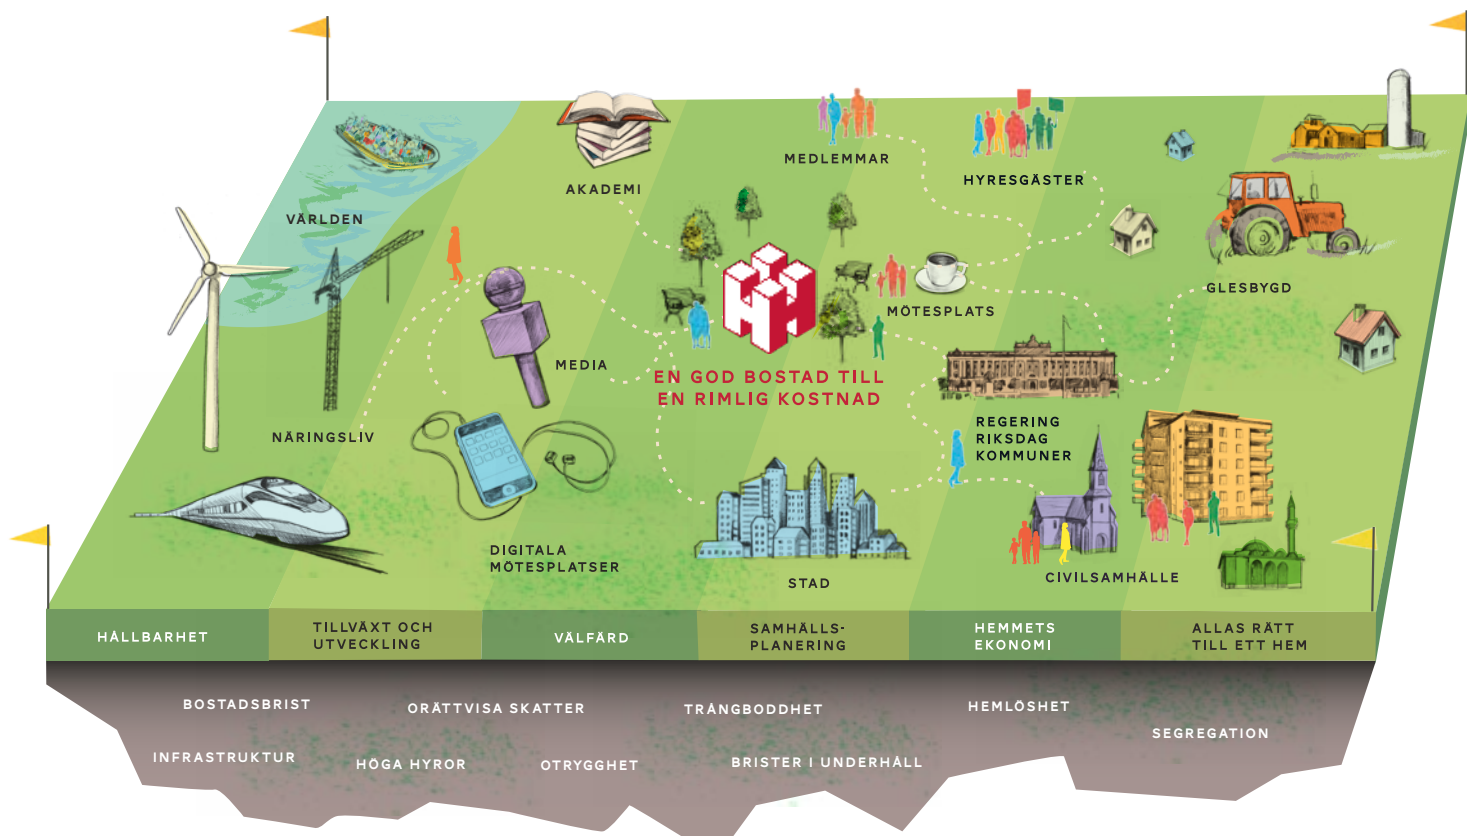 MEDLEMMAR
HYRESGÄSTER
AKADEMI
VÄRLDEN
GLESBYGD
MÖTESPLATS
MEDIA
EN GOD BOSTAD TILL
EN RIMLIG KOSTNAD
NÄRINGSLIV
REGERING
RIKSDAG
KOMMUNER
DIGITALA
MÖTESPLATSER
STAD
CIVILSAMHÄLLE
HÅLLBARHET
TILLVÄXT OCH
UTVECKLING
VÄLFÄRD
SAMHÄLLS-
PLANERING
HEMMETS
EKONOMI
ALLAS RÄTT
TILL ETT HEM
BOSTADSBRIST
ORÄTTVISA SKATTER
TRÅNGBODDHET
HEMLÖSHET
SEGREGATION
INFRASTRUKTUR
HÖGA HYROR
OTRYGGHET
BRISTER I UNDERHÅLL